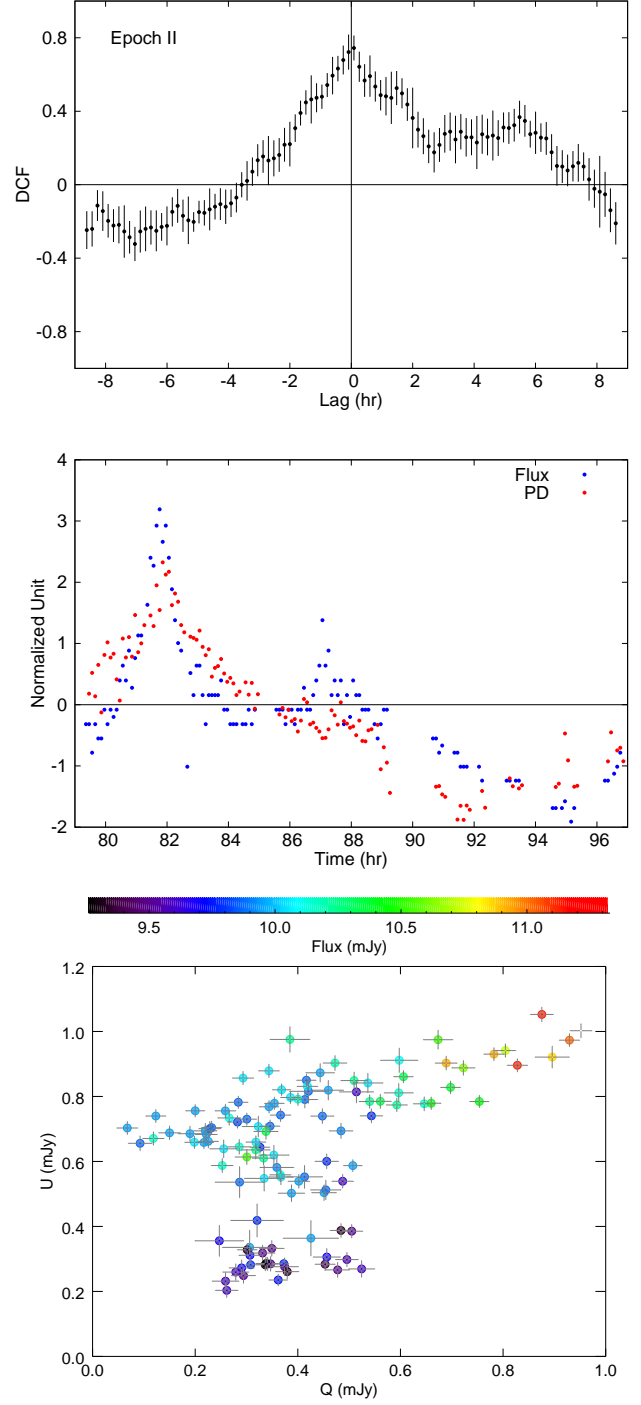 Epoch II
DCF
0.8
0.4
0
-0.4
-0.8
-8 -6 -4 -2 0 2 4 6 8
Lag (hr)
Normalized Unit
4
3
2
1
0
-1
-2
Flux
PD
80 82 84 86 88 90 92 94 96
Time (hr)
9.5 10.0 10.5 11.0
Flux (mJy)
U (mJy)
1.2
1.0
0.8
0.6
0.4
0.2
0.0
0.0 0.2 0.4 0.6 0.8 1.0
Q (mJy)